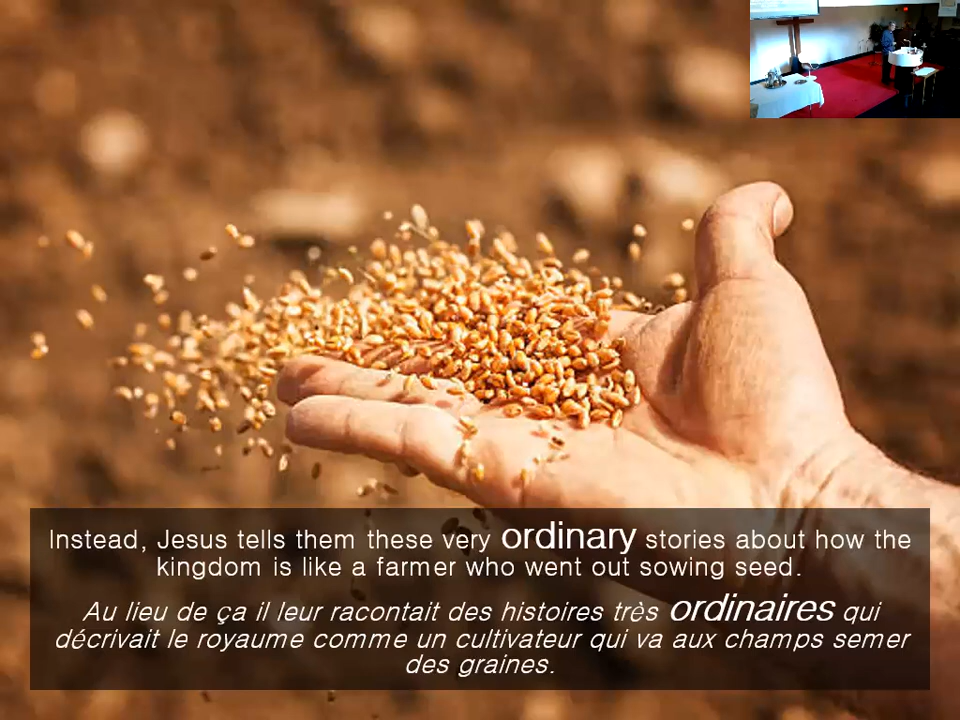 Instead, Jesus tells them these very ordinary stories about how the
kingdom is like a farmer who went out sowing seed.
Au lieu de ça il leur racontait des histoires très ordinaires qui
décrivait le royaume comme un cultivateur qui va aux champs semer
des graines.